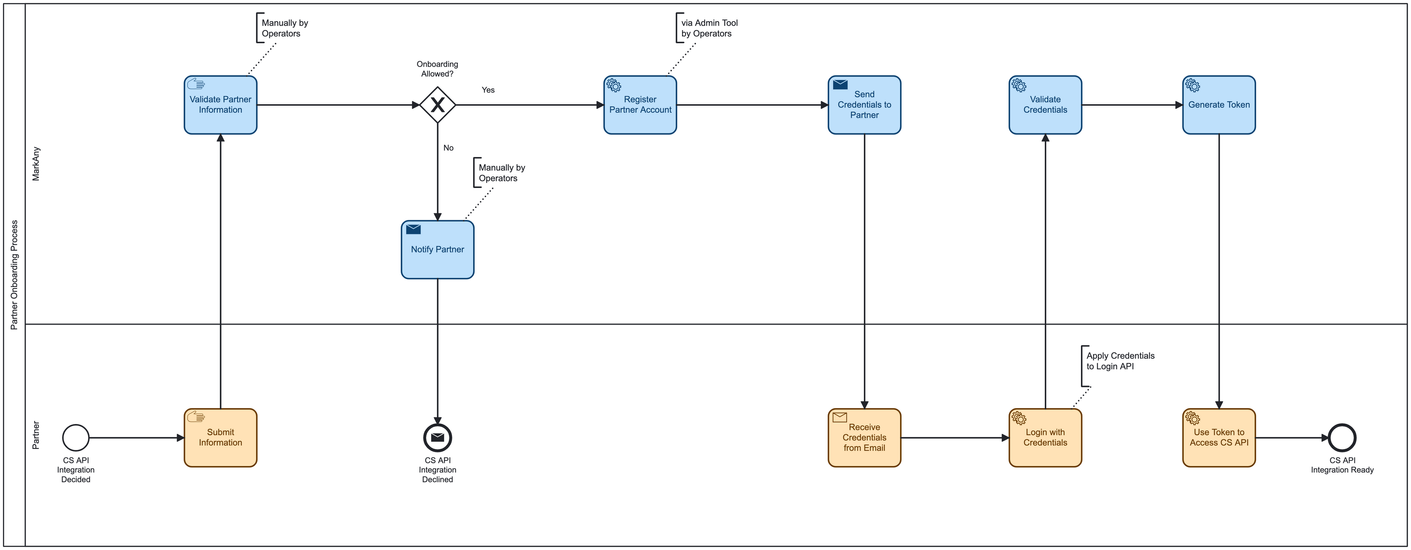 Partner Onboarding Process
MarkAny
Manually by
Operators
Validate Partner
Information
Onboarding
Allowed?
Yes
No
via Admin Tool
by Operators
Register
Partner Account
Send
Credentials to
Partner
Validate
Credentials
Generate Token
Manually by
Operators
Notify Partner
Partner
CS API
Integration
Decided
Submit
Information
CS API
Integration
Declined
Receive
Credentials
from Email
Apply Credentials
to Login API
Login with
Credentials
Use Token to
Access CS API
CS API
Integration Ready